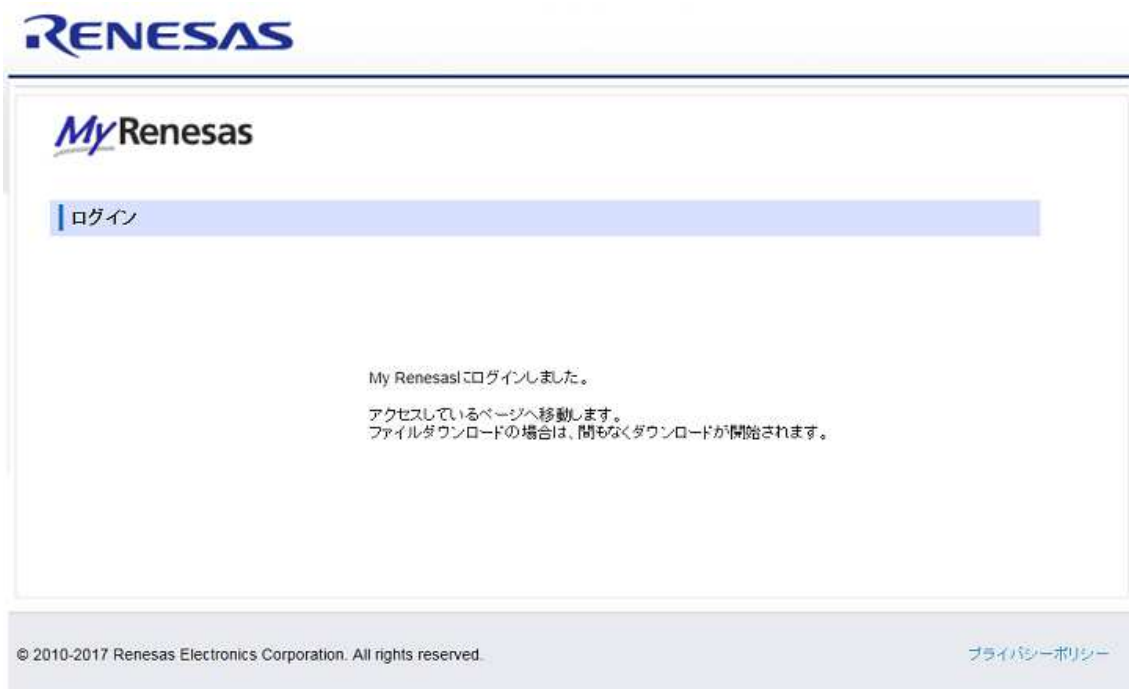 RENESAS
My Renesas
ログイン
My Renesasにログインしました。
アクセスしているページへ移動します。
ファイルダウンロードの場合は、間もなくダウンロードが開始されます。
© 2010-2017 Renesas Electronics Corporation. All rights reserved.
プライバシーポリシー